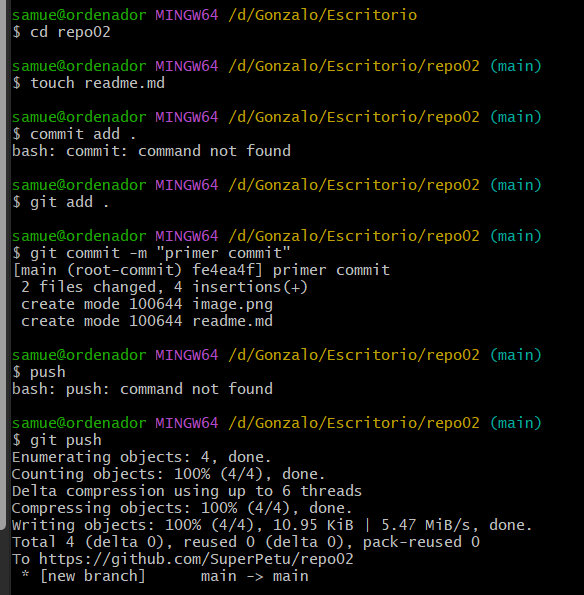 samue@ordenador MINGW64 /d/Gonzalo/Escritorio
$ cd repo02
samue@ordenador MINGW64 /d/Gonzalo/Escritorio/repo02 (main)
$ touch readme.md
samue@ordenador MINGW64 /d/Gonzalo/Escritorio/repo02 (main)
$ commit add .
bash: commit: command not found
samue@ordenador MINGW64 /d/Gonzalo/Escritorio/repo02 (main)
$ git add .
samue@ordenador MINGW64 /d/Gonzalo/Escritorio/repo02 (main)
$ git commit -m "primer commit"
[main (root-commit) fe4ea4f] primer commit
 2 files changed, 4 insertions(+)
 create mode 100644 image.png
 create mode 100644 readme.md
samue@ordenador MINGW64 /d/Gonzalo/Escritorio/repo02 (main)
$ push
bash: push: command not found
samue@ordenador MINGW64 /d/Gonzalo/Escritorio/repo02 (main)
$ git push
Enumerating objects: 4, done.
Counting objects: 100% (4/4), done.
Delta compression using up to 6 threads
Compressing objects: 100% (4/4), done.
Writing objects: 100% (4/4), 10.95 KiB | 5.47 MiB/s, done.
Total 4 (delta 0), reused 0 (delta 0), pack-reused 0
To https://github.com/SuperPetu/repo02
 * [new branch]      main -> main